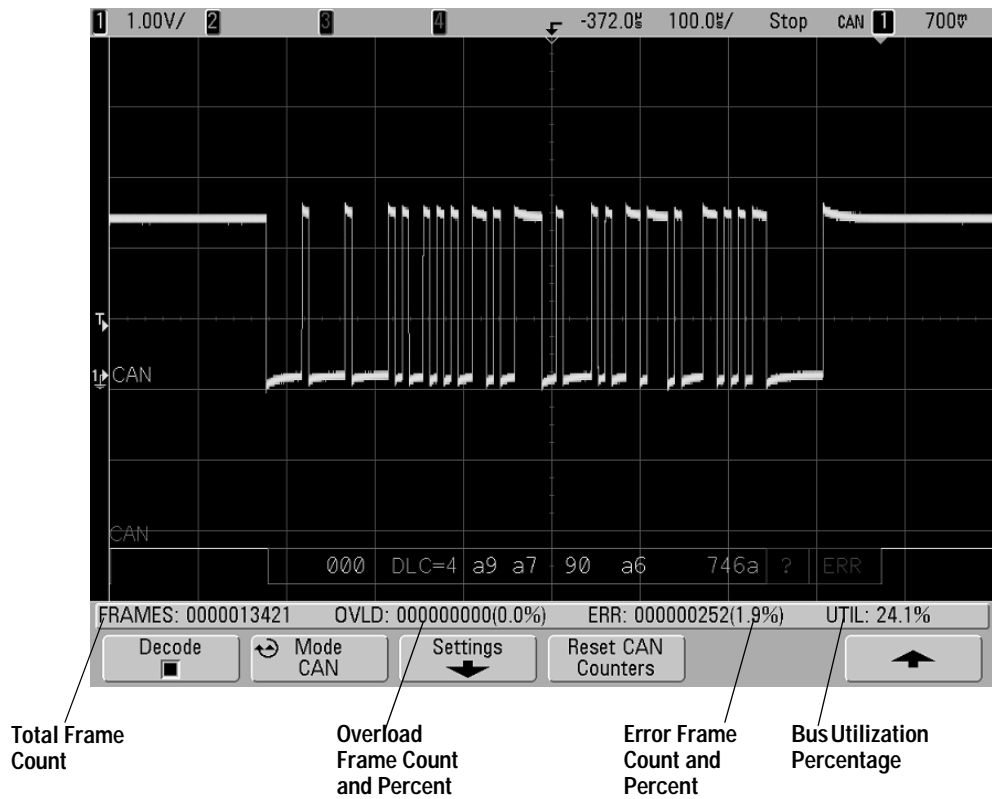 1 1.00V/ 2 3 4 -372.0µs 100.0µs/ Stop CAN 1 700mV
T
1 CAN
CAN
000 DLC=4 a9 a7 90 a6 746a ? ERR
FRAMES: 0000013421 OVLD: 000000000(0.0%) ERR: 000000252(1.9%) UTIL: 24.1%
Decode
Mode
CAN
Settings
Reset CAN
Counters
Total Frame
Count
Overload
Frame Count
and Percent
Error Frame
Count and
Percent
Bus Utilization
Percentage